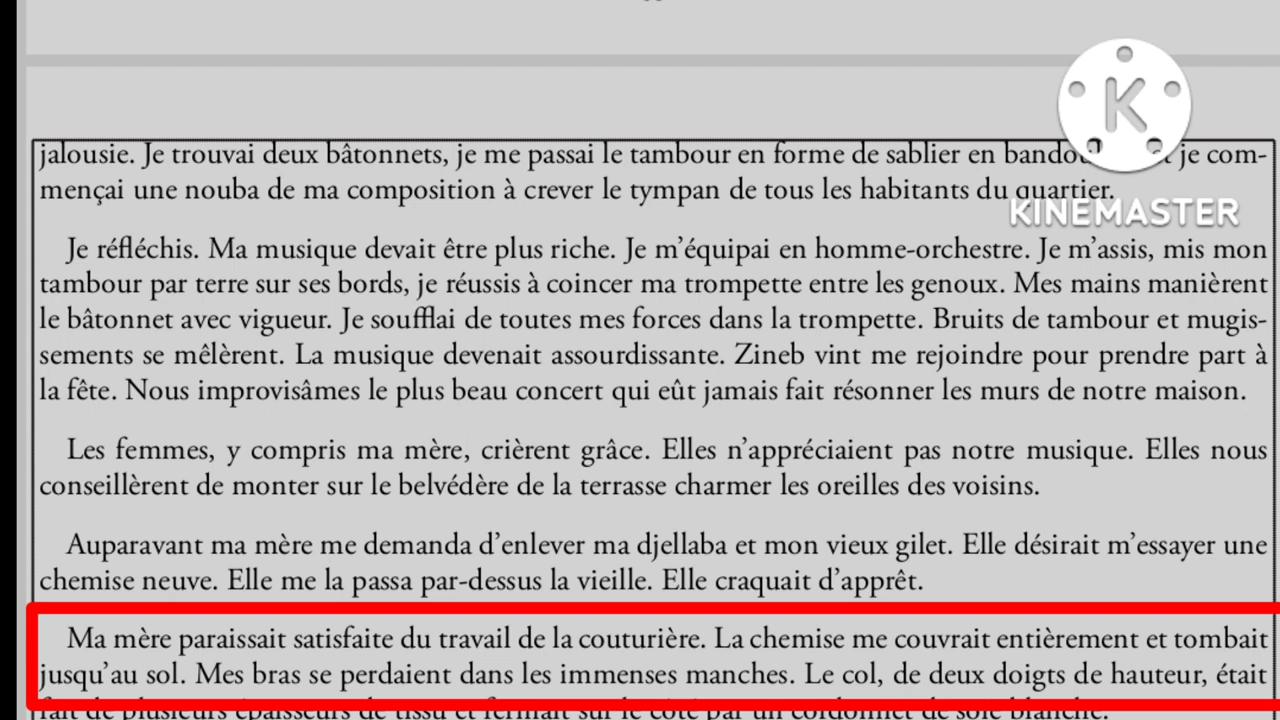 jalousie. Je trouvai deux bâtonnets, je me passai le tambour en forme de sablier en je com-
mençai une nouba de ma composition à crever le tympan de tous les habitants du quartier.
KINEMASTER
Je réfléchis. Ma musique devait être plus riche. Je m'équipai en homme-orchestre. Je m'assis, mis mon
tambour par terre sur ses bords, je réussis à coincer ma trompette entre les genoux. Mes mains manièrent
le bâtonnet avec vigueur. Je soufflai de toutes mes forces dans la trompette. Bruits de tambour et mugis-
sements se mêlèrent. La musique devenait assourdissante. Zineb vint me rejoindre pour prendre part à
la fête. Nous improvisâmes le plus beau concert qui eût jamais fait résonner les murs de notre maison.
Les femmes, y compris ma mère, crièrent grâce. Elles n'appréciaient pas notre musique. Elles nous
conseillèrent de monter sur le belvédère de la terrasse charmer les oreilles des voisins.
Auparavant ma mère me demanda d'enlever ma djellaba et mon vieux gilet. Elle désirait m'essayer une
chemise neuve. Elle me la passa par-dessus la vieille. Elle craquait d'apprêt.
Ma mère paraissait satisfaite du travail de la couturière. La chemise me couvrait entièrement et tombait
jusqu'au sol. Mes bras se perdaient dans les immenses manches. Le col, de deux doigts de hauteur, était